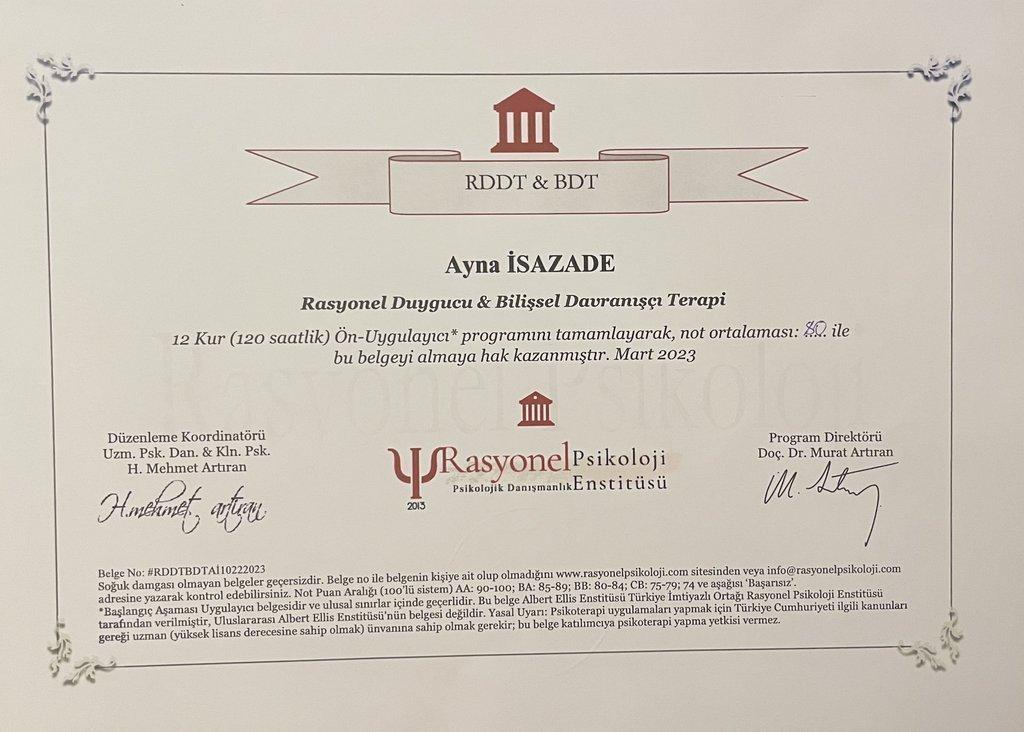 RDDT & BDT
Ayna İSAZADE
Rasyonel Duygucu & Bilişsel Davranışçı Terapi
12 Kur (120 saatlik) Ön-Uygulayıcı* programını tamamlayarak, not ortalaması: 80 ile
bu belgeyi almaya hak kazanmıştır. Mart 2023
Rasyonel Psikoloji
Düzenleme Koordinatörü
Uzm. Psk. Dan. & Kln. Psk.
H. Mehmet Artıran
H.mehmet artıran
Rasyonel Psikoloji
Psikolojik Danışmanlık Enstitüsü
2013
Program Direktörü
Doç. Dr. Murat Artıran
Belge No: #RDDTBDTAİ10222023
Soğuk damgası olmayan belgeler geçersizdir. Belge no ile belgenin kişiye ait olup olmadığını www.rasyonelpsikoloji.com sitesinden veya info@rasyonelpsikoloji.com
adresine yazarak kontrol edebilirsiniz. Not Puan Aralığı (100'lü sistem) AA: 90-100; BA: 85-89; BB: 80-84; CB: 75-79; 74 ve aşağısı 'Başarısız'.
*Başlangıç Aşaması Uygulayıcı belgesidir ve ulusal sınırlar içinde geçerlidir. Bu belge Albert Ellis Enstitüsü Türkiye İmtiyazlı Ortağı Rasyonel Psikoloji Enstitüsü
tarafından verilmiştir, Uluslararası Albert Ellis Enstitüsü'nün belgesi değildir. Yasal Uyarı: Psikoterapi uygulamaları yapmak için Türkiye Cumhuriyeti ilgili kanunları
gereği uzman (yüksek lisans derecesine sahip olmak) ünvanına sahip olmak gerekir; bu belge katılımcıya psikoterapi yapma yetkisi vermez.